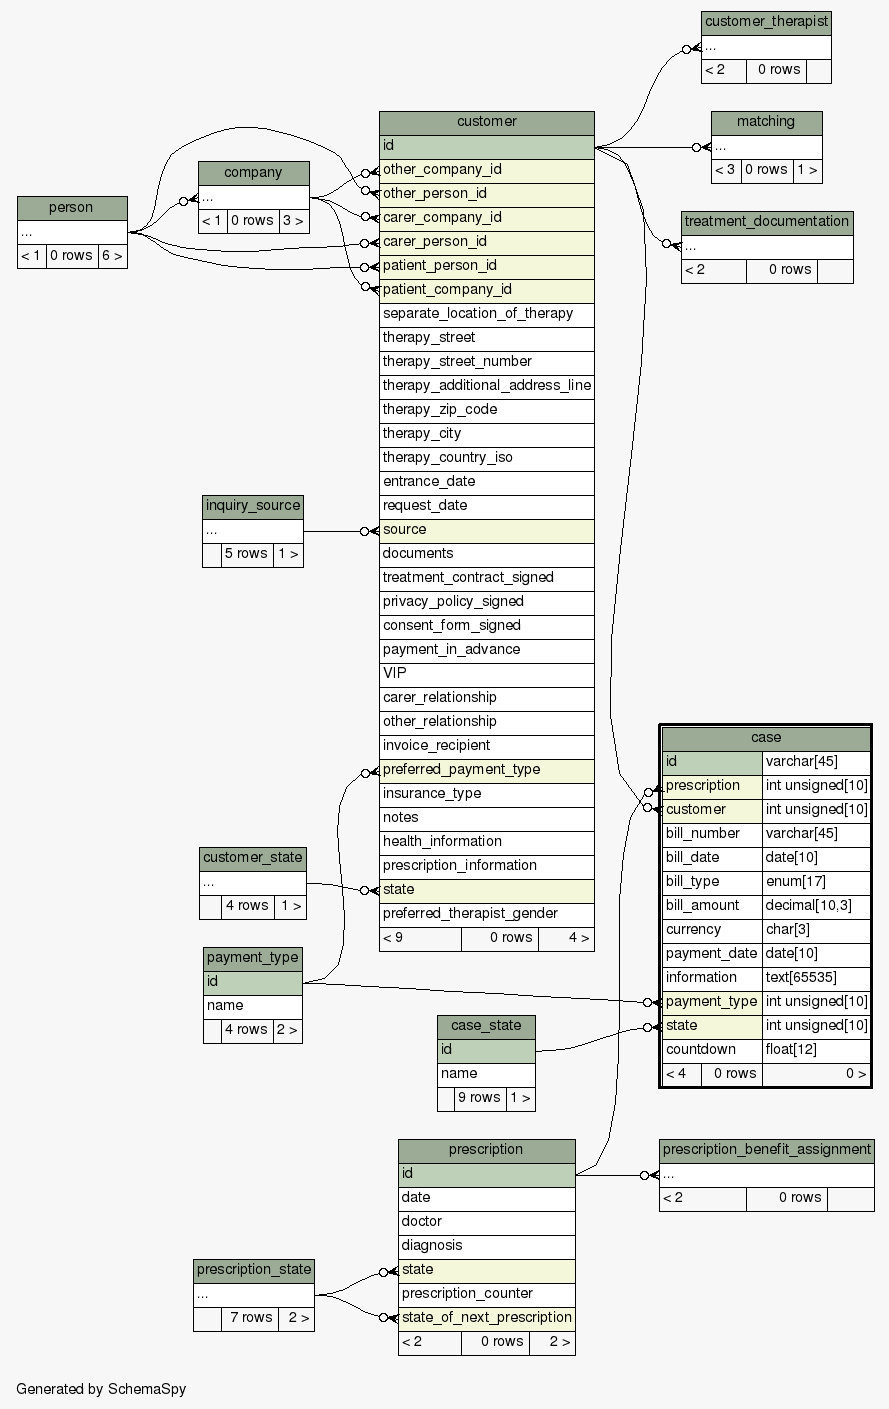 customer_therapist
...
< 2 0 rows
customer
id
other_company_id
other_person_id
carer_company_id
carer_person_id
patient_person_id
patient_company_id
separate_location_of_therapy
therapy_street
therapy_street_number
therapy_additional_address_line
therapy_zip_code
therapy_city
therapy_country_iso
entrance_date
request_date
source
documents
treatment_contract_signed
privacy_policy_signed
consent_form_signed
payment_in_advance
VIP
carer_relationship
other_relationship
invoice_recipient
preferred_payment_type
insurance_type
notes
health_information
prescription_information
state
preferred_therapist_gender
< 9 0 rows 4 >
matching
...
< 3 0 rows 1 >
company
...
< 1 0 rows 3 >
person
...
< 1 0 rows 6 >
treatment_documentation
...
< 2 0 rows
inquiry_source
...
5 rows 1 >
case
id varchar[45]
prescription int unsigned[10]
customer int unsigned[10]
bill_number varchar[45]
bill_date date[10]
bill_type enum[17]
bill_amount decimal[10,3]
currency char[3]
payment_date date[10]
information text[65535]
payment_type int unsigned[10]
state int unsigned[10]
countdown float[12]
< 4 0 rows 0 >
customer_state
...
4 rows 1 >
payment_type
id
name
4 rows 2 >
case_state
id
name
9 rows 1 >
prescription
id
date
doctor
diagnosis
state
prescription_counter
state_of_next_prescription
< 2 0 rows 2 >
prescription_benefit_assignment
...
< 2 0 rows
prescription_state
...
7 rows 2 >
Generated by SchemaSpy